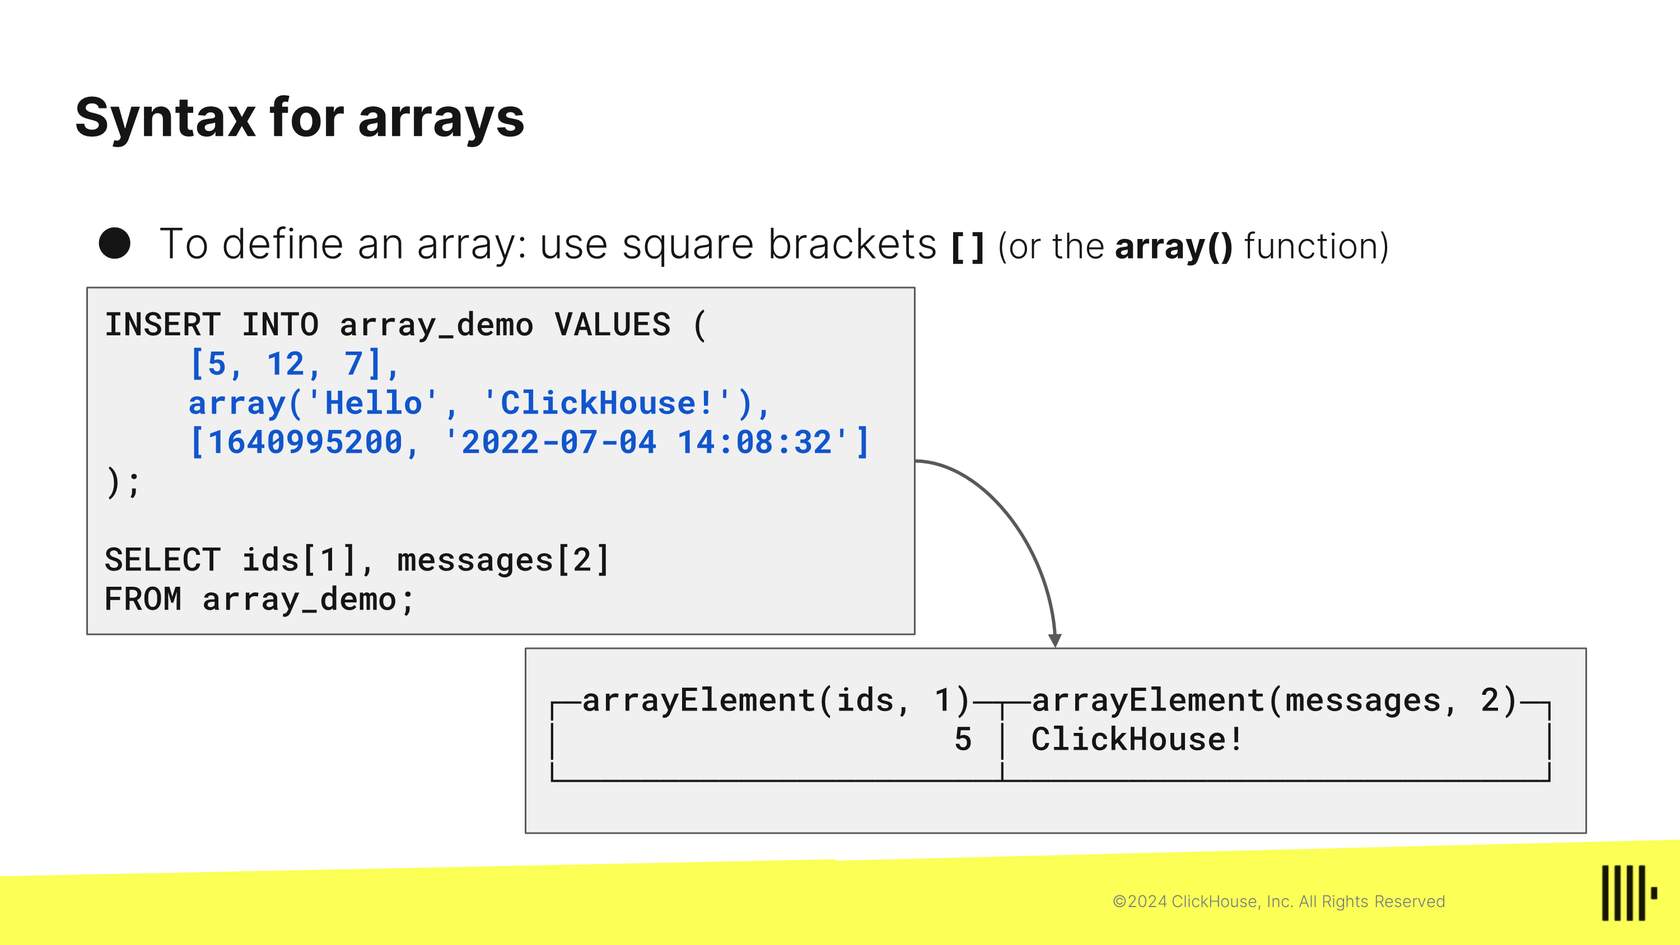 Syntax for arrays
● To define an array: use square brackets [] (or the array() function)
INSERT INTO array_demo VALUES (
    [5, 12, 7],
    array('Hello', 'ClickHouse!'),
    [1640995200, '2022-07-04 14:08:32']
);
SELECT ids[1], messages[2]
FROM array_demo;
┌─arrayElement(ids, 1)─┬─arrayElement(messages, 2)─┐
│                    5 │ ClickHouse!               │
└──────────────────────┴───────────────────────────┘
©2024 ClickHouse, Inc. All Rights Reserved